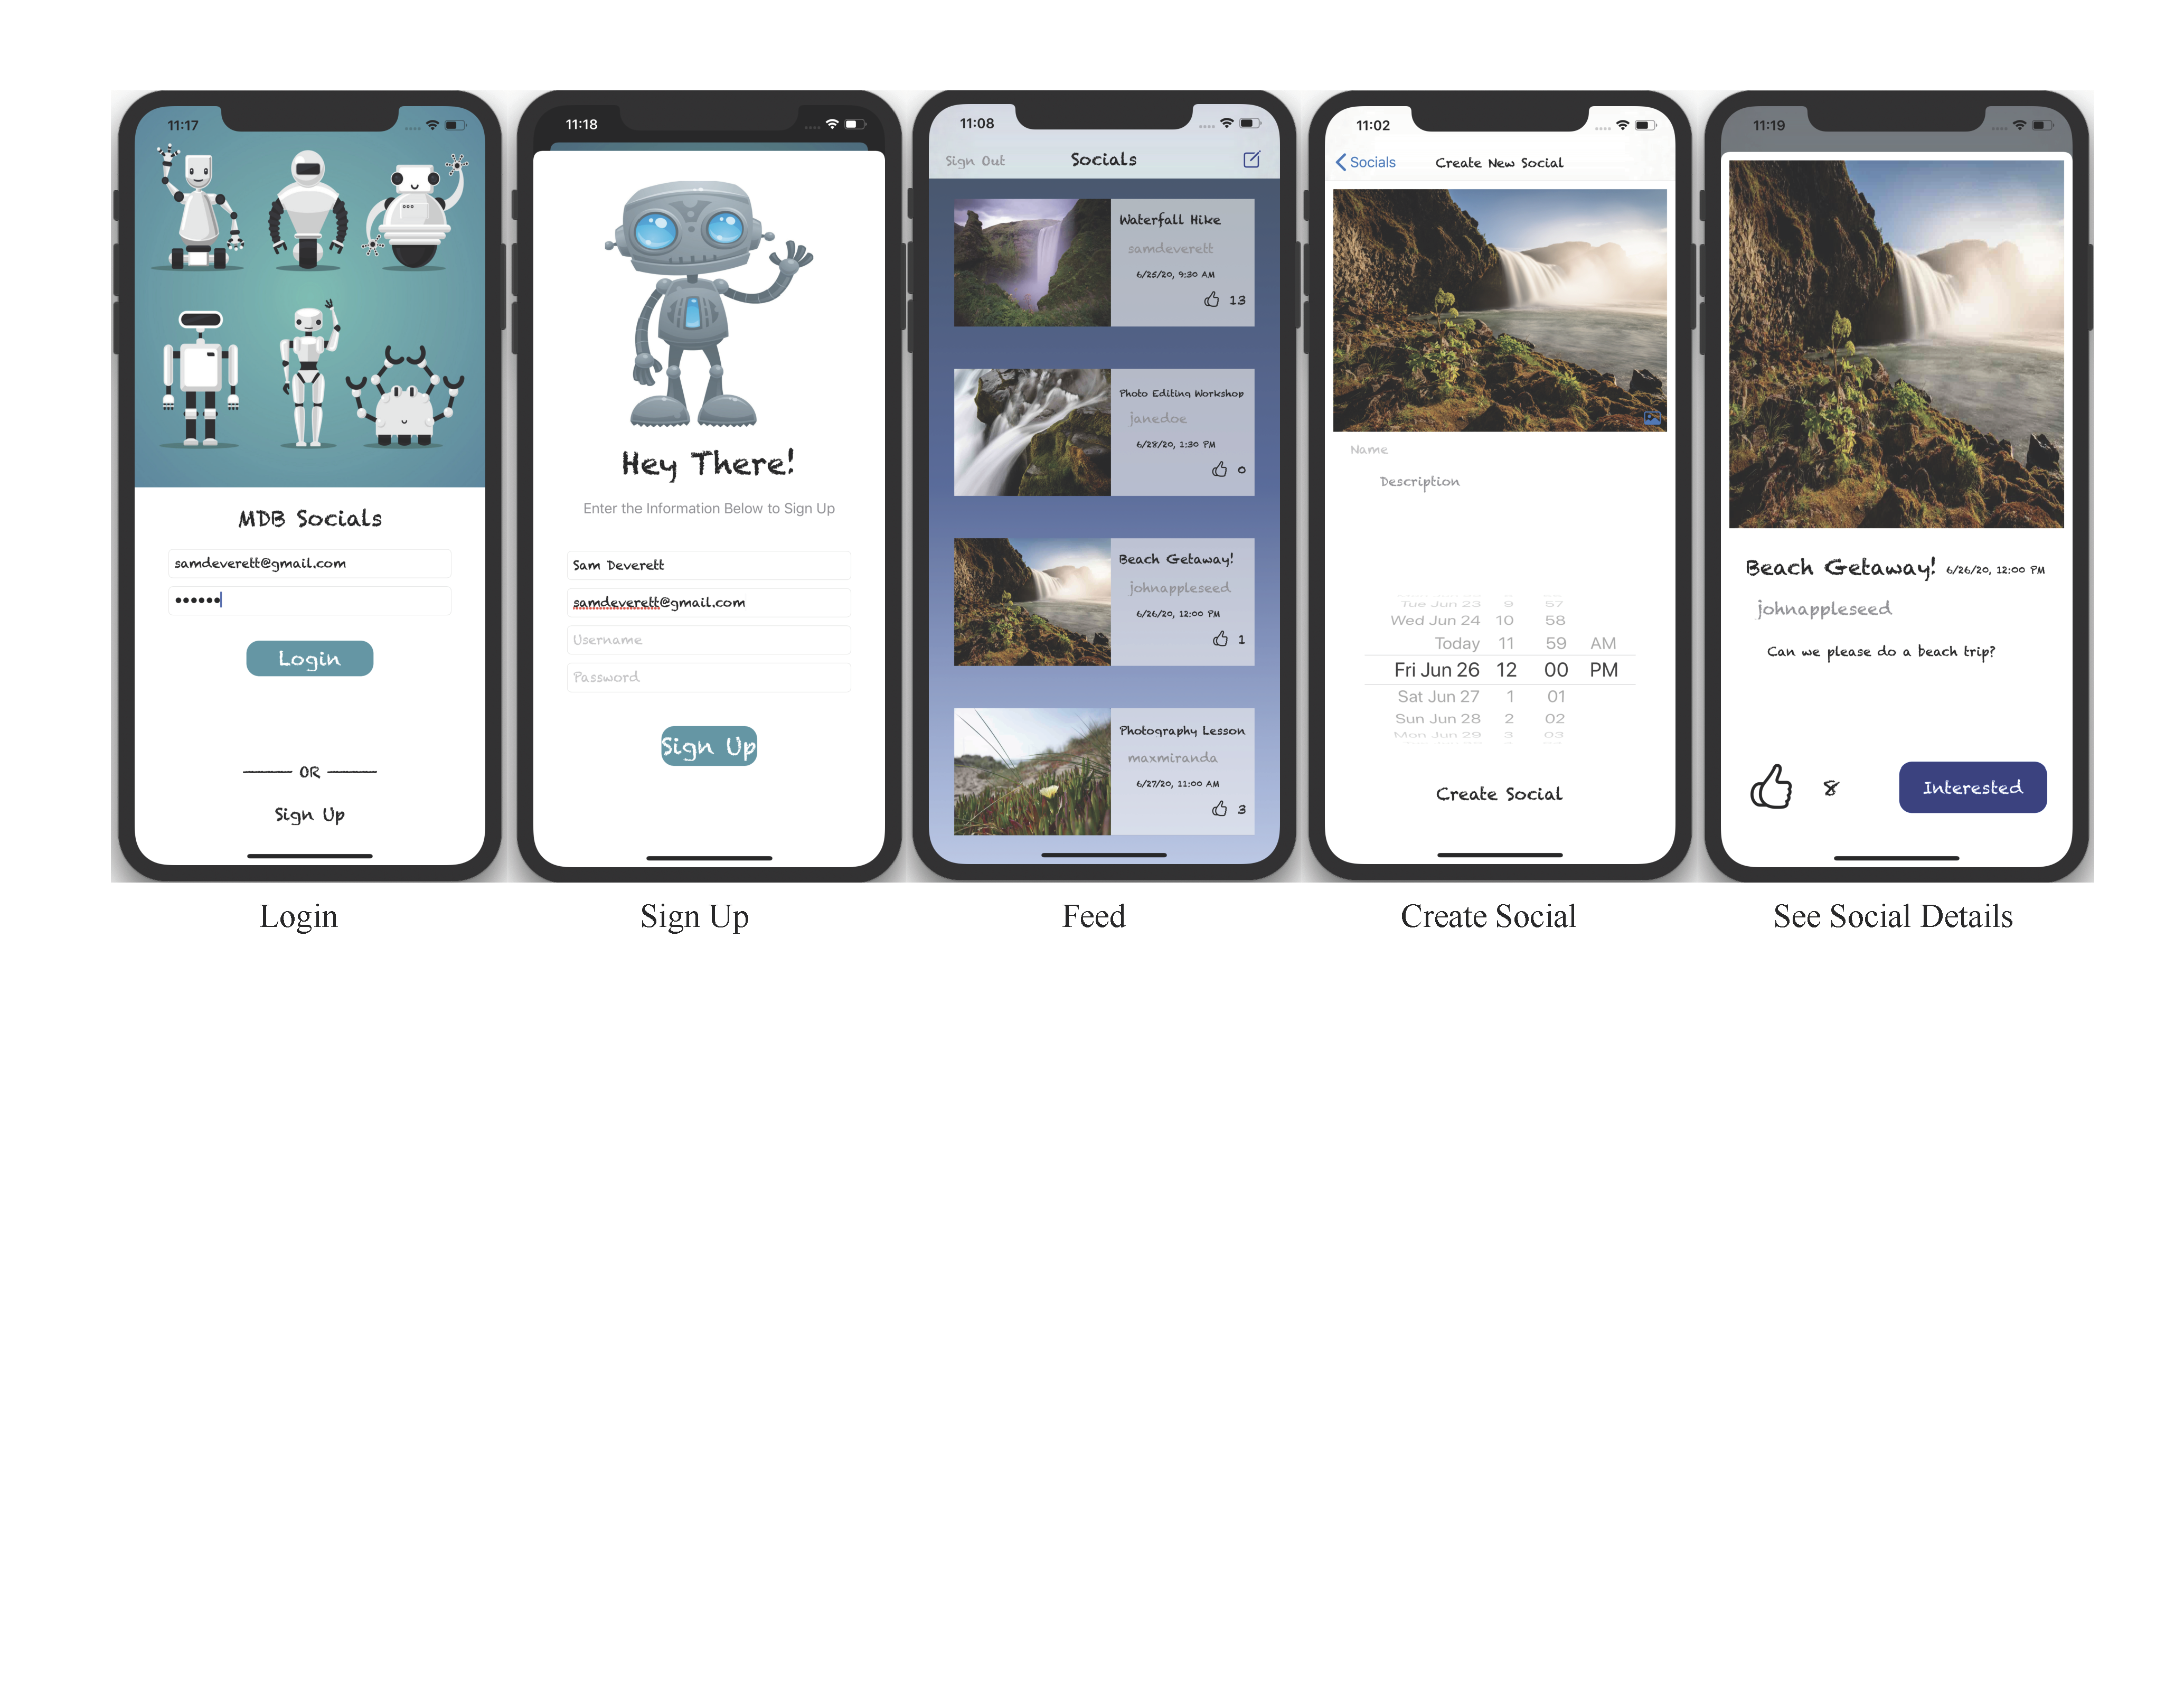 11:17
MDB Socials
samdeverett@gmail.com
Login
OR
Sign Up
11:18
Hey There!
Enter the Information Below to Sign Up
Sam Deverett
samdeverett@gmail.com
Username
Password
Sign Up
11:08
Sign Out Socials
Waterfall Hike
samdeverett
6/25/20, 9:30 AM
13
Photo Editing Workshop
janedoe
6/28/20, 1:30 PM
0
Beach Getaway!
johnappleseed
6/26/20, 12:00 PM
1
Photography Lesson
maxmiranda
6/27/20, 11:00 AM
3
11:02
Socials Create New Social
Name
Description
Tue Jun 23 9 57
Wed Jun 24 10 58
Today 11 59 AM
Fri Jun 26 12 00 PM
Sat Jun 27 1 01
Sun Jun 28 2 02
Mon Jun 29 3 03
Create Social
11:19
Beach Getaway! 6/26/20, 12:00 PM
johnappleseed
Can we please do a beach trip?
8 Interested
Login Sign Up Feed Create Social See Social Details